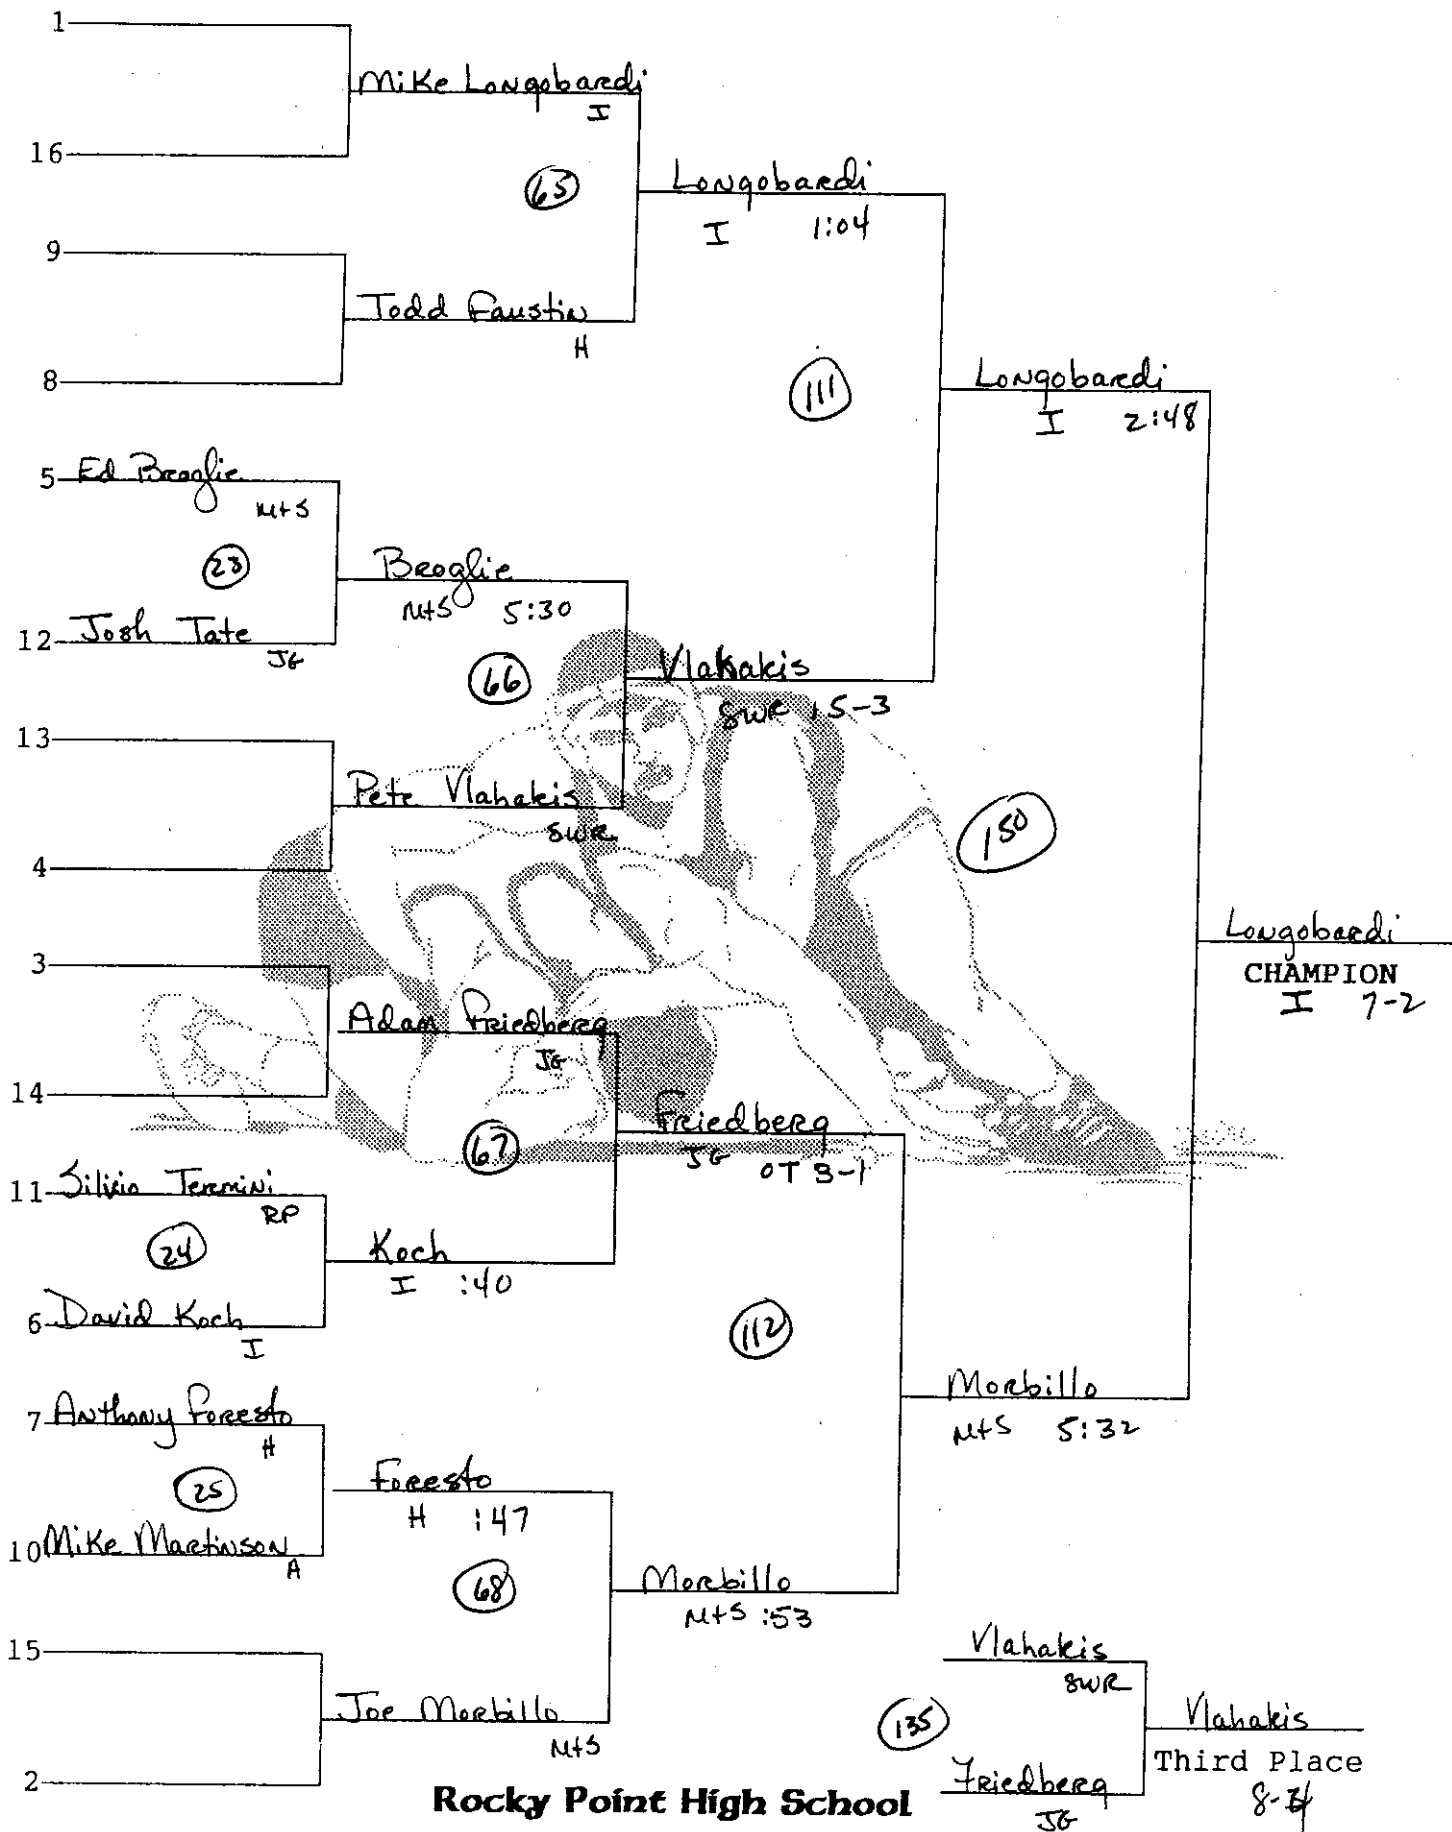 1
Mike Longobardi
I
16
65
Longobardi
I 1:04
9
Todd Faustin
H
8
111
Longobardi
I 2:48
5 Ed Broglie
M+S
23
Broglie
M+S 5:30
12 Josh Tate
JG
66
Vlahakis
SWR 15-3
13
Pete Vlahakis
SWR
4
150
Longobardi
CHAMPION
I 7-2
3
Adam Friedberg
JG
14
67
Friedberg
JG OT 3-1
11 Silvio Termini
RP
24
Koch
I :40
6 David Koch
I
112
Morbillo
M+S 5:32
7 Anthony Foresto
H
25
Foresto
H :47
10 Mike Martinson
A
68
Morbillo
M+S :53
15
Joe Morbillo
M+S
2
Vlahakis
SWR
135
Vlahakis
Third Place
Friedberg
JG
Rocky Point High School